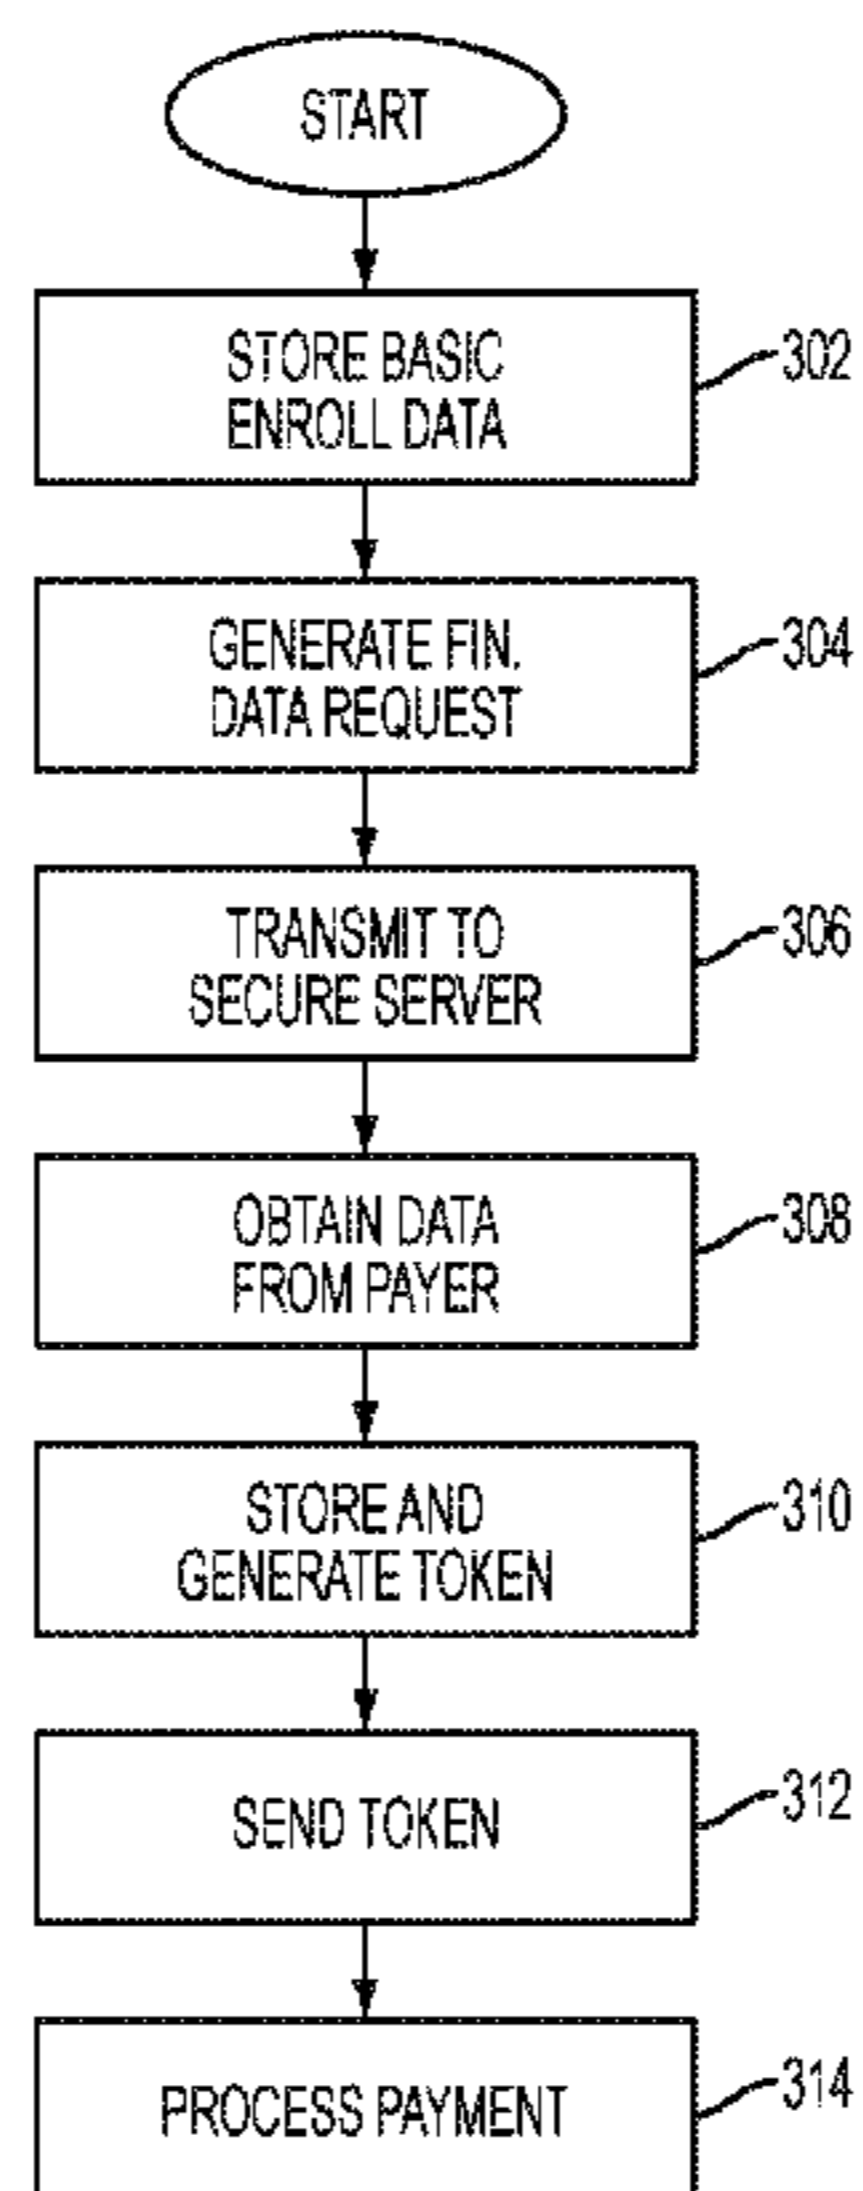 START
STORE BASIC
ENROLL DATA
302
GENERATE FIN.
DATA REQUEST
304
TRANSMIT TO
SECURE SERVER
306
OBTAIN DATA
FROM PAYER
308
STORE AND
GENERATE TOKEN
310
SEND TOKEN
312
PROCESS PAYMENT
314